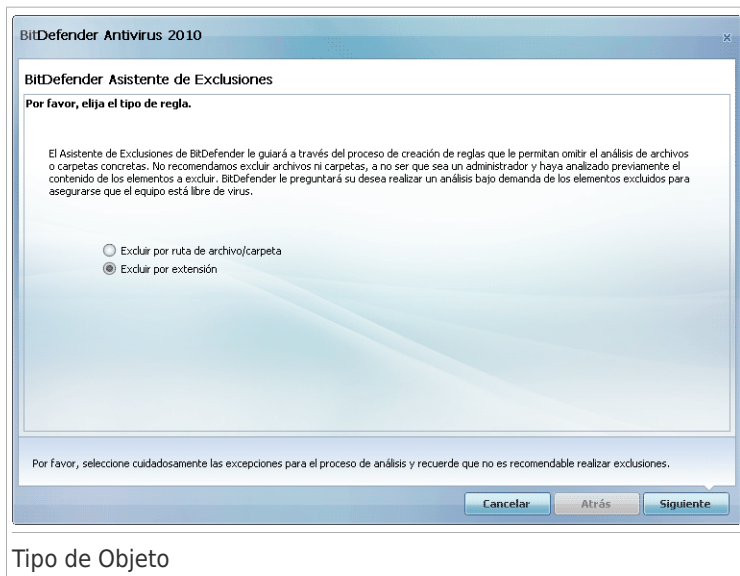 BitDefender Antivirus 2010
x
BitDefender Asistente de Exclusiones
Por favor, elija el tipo de regla.
El Asistente de Exclusiones de BitDefender le guiará a través del proceso de creación de reglas que le permitan omitir el análisis de archivos
o carpetas concretas. No recomendamos excluir archivos ni carpetas, a no ser que sea un administrador y haya analizado previamente el
contenido de los elementos a excluir. BitDefender le preguntará su desea realizar un análisis bajo demanda de los elementos excluidos para
asegurarse que el equipo está libre de virus.
Excluir por ruta de archivo/carpeta
Excluir por extensión
Por favor, seleccione cuidadosamente las excepciones para el proceso de análisis y recuerde que no es recomendable realizar exclusiones.
Cancelar Atrás Siguiente
Tipo de Objeto